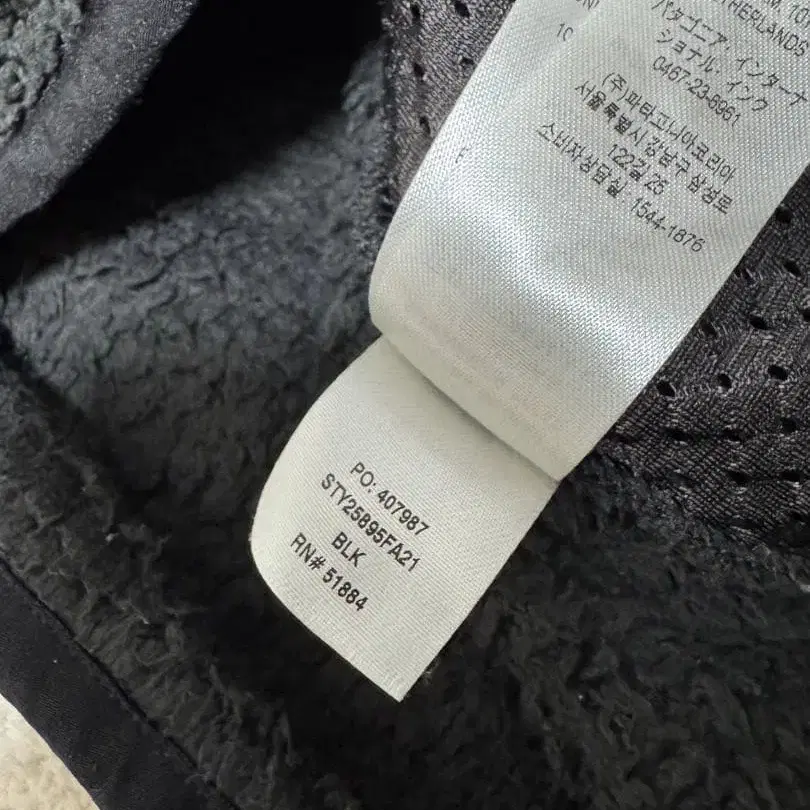 THERLANDS
パタゴニア・インターナ
ショナル・インク
0467-23-8961
(주)파타고니아코리아
서울특별시 강남구 삼성로
122길 25
소비자상담실 1544-1876
PO: 407987
STY25895FA21
BLK
RN# 51884